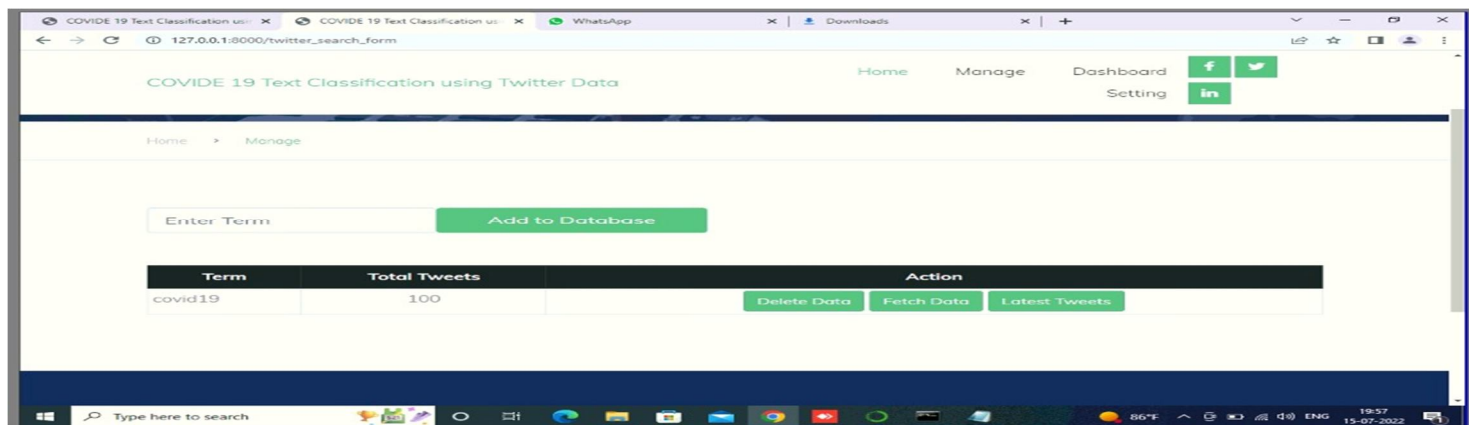 COVIDE 19 Text Classification usin COVIDE 19 Text Classification us WhatsApp Downloads
127.0.0.1:8000/twitter_search_form
COVIDE 19 Text Classification using Twitter Data
Home Manage Dashboard
Setting
f
in
Home > Manage
Enter Term Add to Database
Term Total Tweets Action
covid19 100 Delete Data Fetch Data Latest Tweets
Type here to search 86°F ENG 19:57
15-07-2022